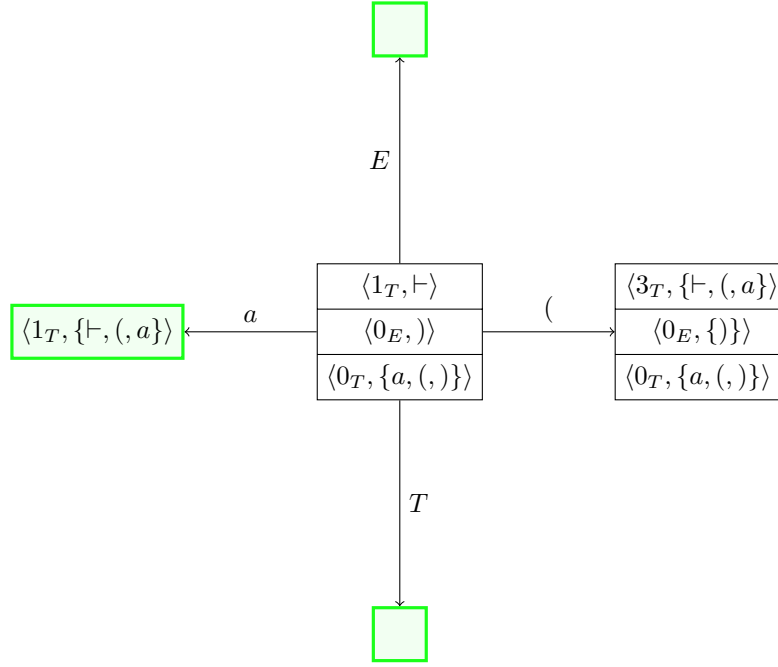 E
⟨1_T, ⊢⟩
⟨3_T, {⊢, (, a}⟩
⟨1_T, {⊢, (, a}⟩
a
⟨0_E, )⟩
(
⟨0_E, {)}⟩
⟨0_T, {a, (, )}⟩
⟨0_T, {a, (, )}⟩
T